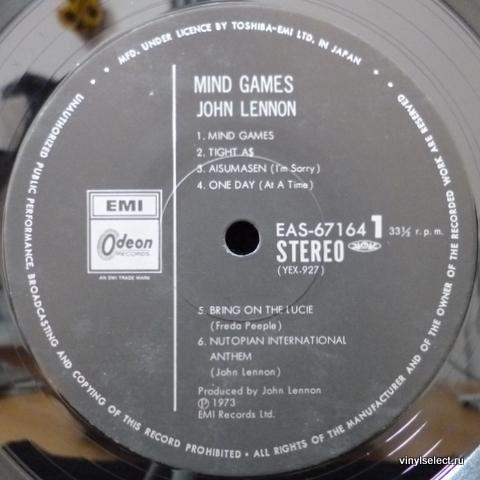 • MFD. UNDER LICENCE BY TOSHIBA-EMI LTD. IN JAPAN •
UNAUTHORIZED PUBLIC PERFORMANCE, BROADCASTING AND COPYING OF THIS RECORD PROHIBITED • ALL RIGHTS OF THE MANUFACTURER AND OF THE OWNER OF THE RECORDED WORK ARE RESERVED
MIND GAMES
JOHN LENNON
1. MIND GAMES
2. TIGHT A$
3. AISUMASEN (I'm Sorry)
4. ONE DAY (At A Time)
EMI
Odeon
RECORDS
AN EMI TRADE MARK
EAS-67164 1 33⅓ r. p. m.
STEREO
(YEX-927)
5. BRING ON THE LUCIE
(Freda Peeple)
6. NUTOPIAN INTERNATIONAL
ANTHEM
(John Lennon)
Produced by John Lennon
Ⓟ 1973
EMI Records Ltd.
vinylselect.ru